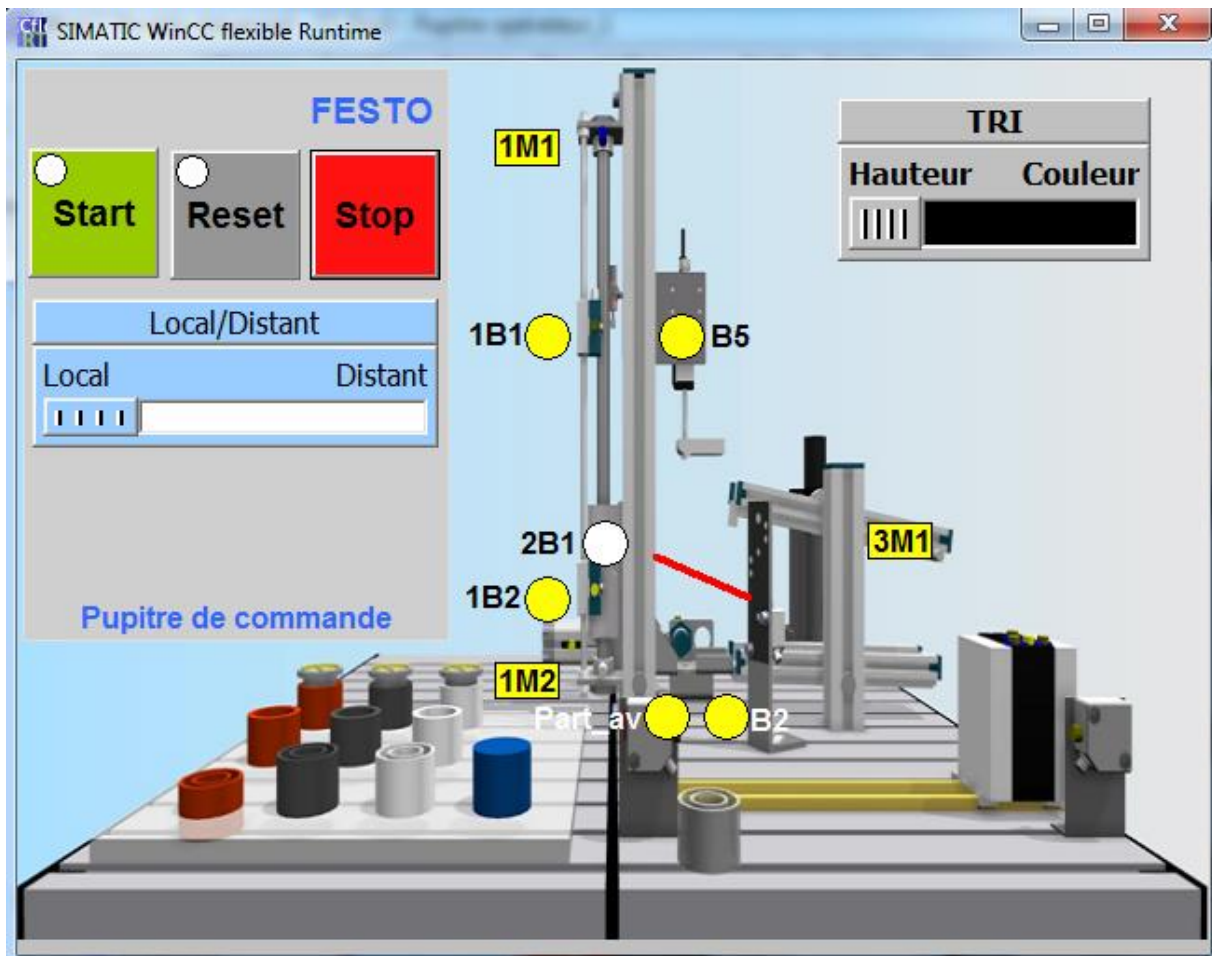 SIMATIC WinCC flexible Runtime
FESTO
Start
Reset
Stop
Local/Distant
Local
Distant
Pupitre de commande
1M1
1B1
B5
2B1
1B2
3M1
1M2
Part_av
B2
TRI
Hauteur
Couleur